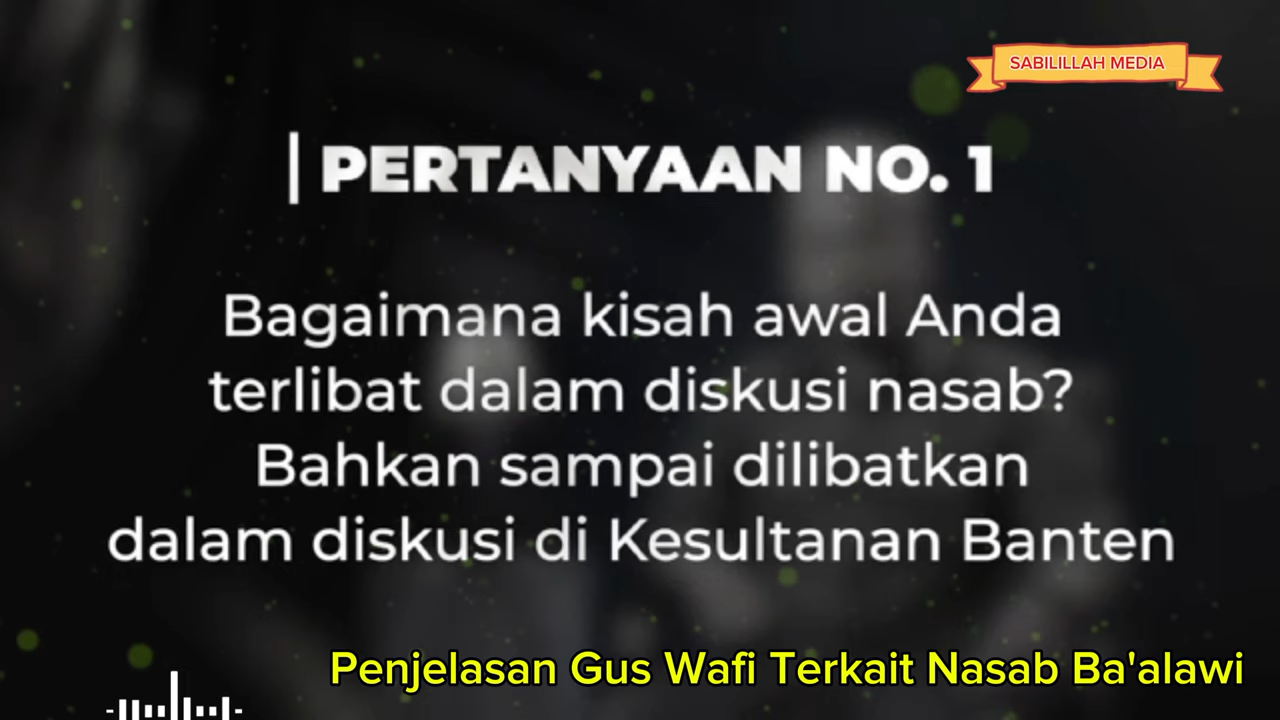 SABILILLAH MEDIA
| PERTANYAAN NO. 1
Bagaimana kisah awal Anda
terlibat dalam diskusi nasab?
Bahkan sampai dilibatkan
dalam diskusi di Kesultanan Banten
Penjelasan Gus Wafi Terkait Nasab Ba'alawi